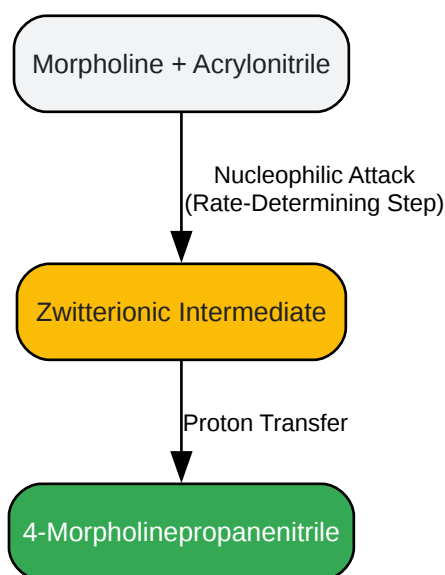 Morpholine + Acrylonitrile
Nucleophilic Attack
(Rate-Determining Step)
Zwitterionic Intermediate
Proton Transfer
4-Morpholinepropanenitrile